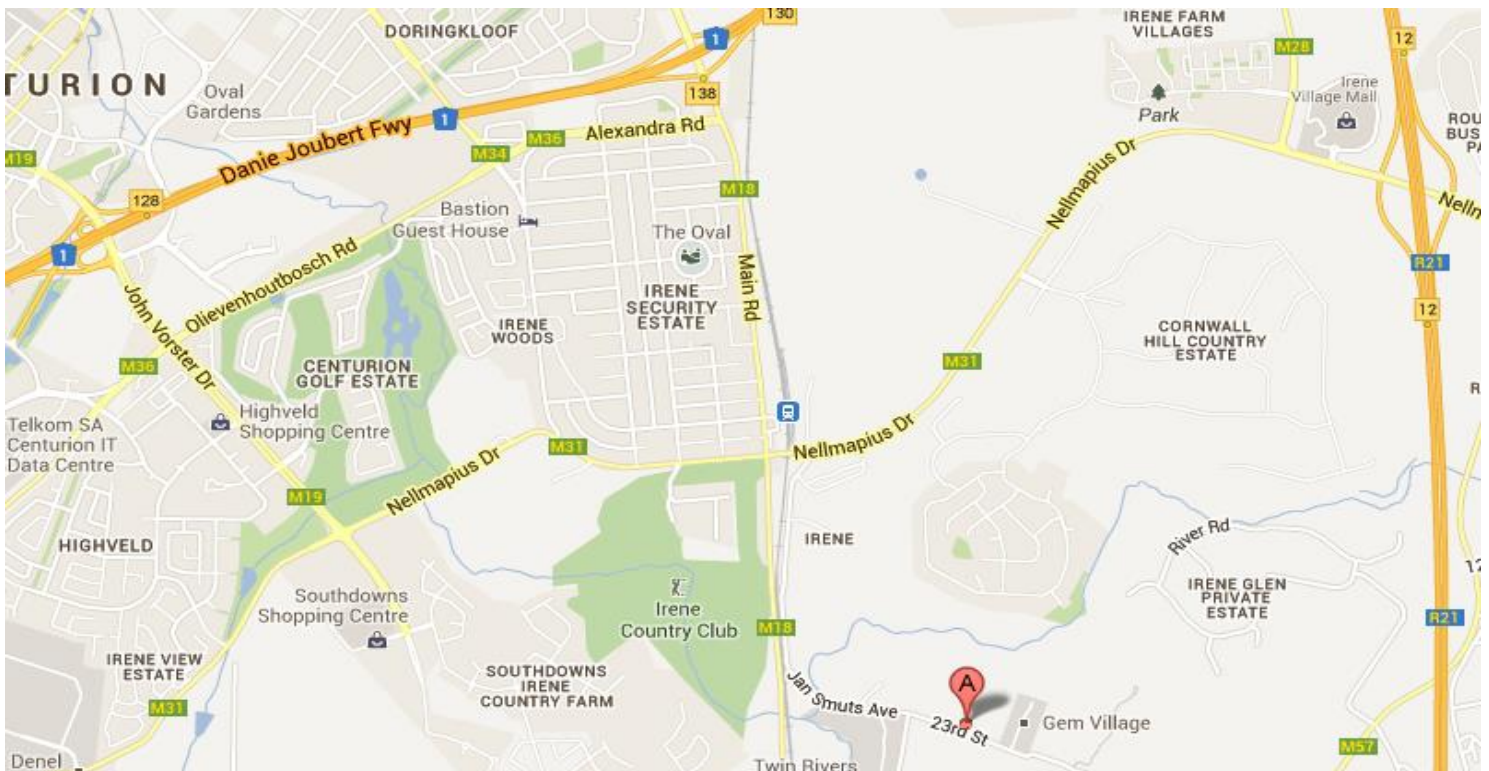 130
IRENE FARM
VILLAGES
DORINGKLOOF
1
12
M28
TURION
Oval
Gardens
138
Irene
Village Mall
Park
ROU
BUS
PA
1
Danie Joubert Fwy
M36
Alexandra Rd
M34
M19
Nellmapius Dr
M18
128
Bastion
Guest House
The Oval
Nellm
1
Olievenhoutbosch Rd
Main Rd
R21
John Vorster Dr
IRENE
SECURITY
ESTATE
IRENE
WOODS
12
CORNWALL
HILL COUNTRY
ESTATE
M36
CENTURION
GOLF ESTATE
M31
R
Highveld
Shopping Centre
Telkom SA
Centurion IT
Data Centre
M31
Nellmapius Dr
Nellmapius Dr
M19
HIGHVELD
IRENE
River Rd
12
IRENE GLEN
PRIVATE
ESTATE
Southdowns
Shopping Centre
Irene
Country Club
M18
R21
IRENE VIEW
ESTATE
SOUTHDOWNS
IRENE
COUNTRY FARM
Jan Smuts Ave
A
M31
23rd St
Gem Village
M57
Denel
Twin Rivers